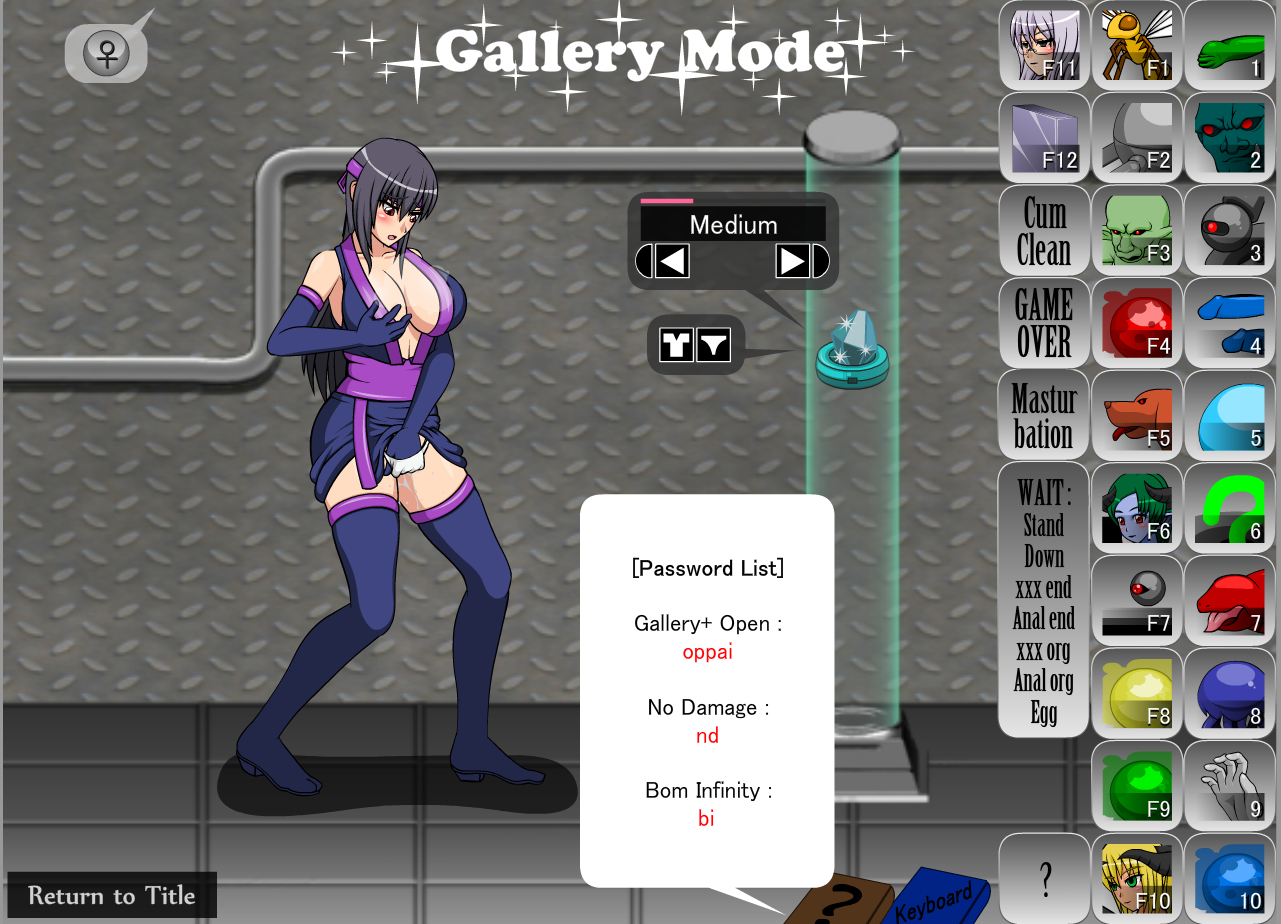 Gallery Mode
Medium
[Password List]
Gallery+ Open :
oppai
No Damage :
nd
Bom Infinity :
bi
?
Keyboard
Return to Title
F11
F1
1
F12
F2
2
Cum
Clean
F3
3
GAME
OVER
F4
4
Mastur
bation
F5
5
WAIT :
Stand
Down
xxx end
Anal end
xxx org
Anal org
Egg
F6
6
F7
7
F8
8
F9
9
?
F10
10